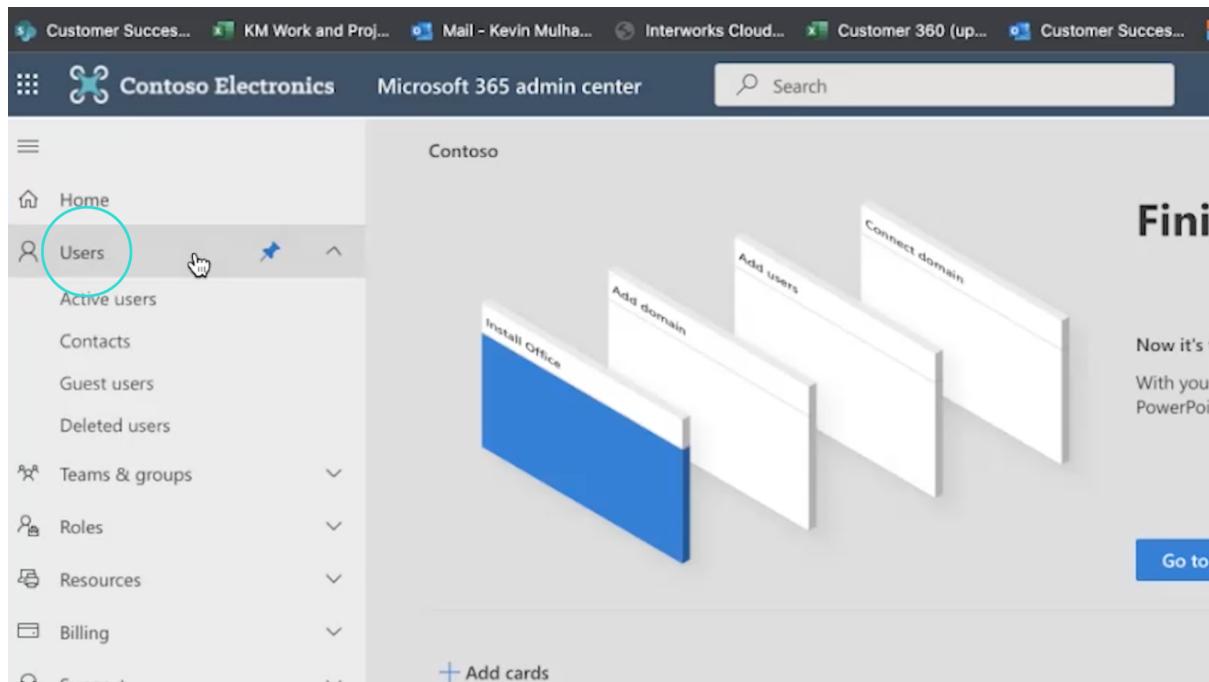 Customer Succes... KM Work and Proj... Mail - Kevin Mulha... Interworks Cloud... Customer 360 (up... Customer Succes...
Contoso Electronics Microsoft 365 admin center Search
Contoso
Home
Users
Active users
Contacts
Guest users
Deleted users
Teams & groups
Roles
Resources
Billing
Install Office
Add domain
Add users
Connect domain
Fini
Now it's
With you
PowerPoi
Go to
Add cards